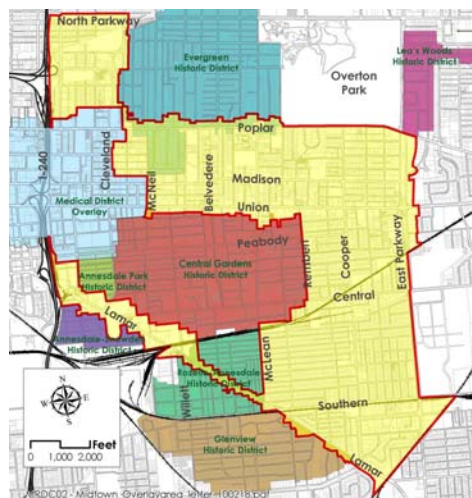 North Parkway
Evergreen
Historic District
Lea's Woods
Historic District
Overton
Park
Poplar
I-240
Cleveland
McNeil
Belvedere
Madison
Union
Medical District
Overlay
Peabody
Cooper
East Parkway
Rembert
Annesdale Park
Historic District
Central Gardens
Historic District
Central
Lamar
Historic District
McLean
Historic District
Willett
Southern
Glenview
Historic District
Lamar
N
W
E
S
Feet
0
1,000
2,000